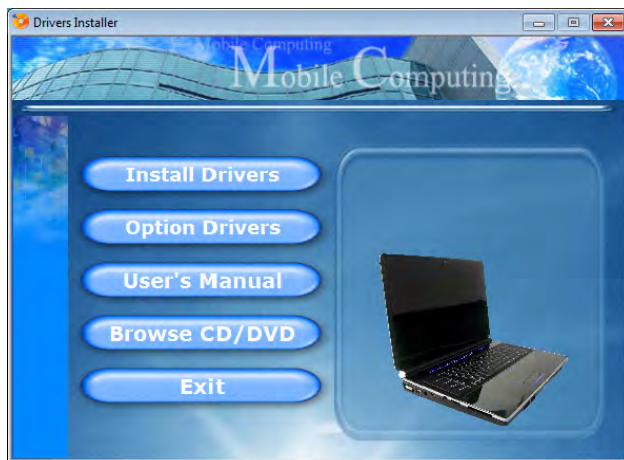 Drivers Installer
Mobile Computing
Mobile Computing
Install Drivers
Option Drivers
User's Manual
Browse CD/DVD
Exit